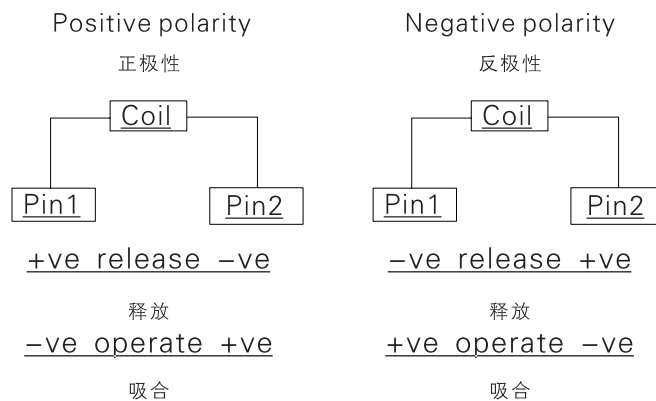 Positive polarity
正极性
Coil
Pin1 Pin2
+ve release –ve
释放
–ve operate +ve
吸合
Negative polarity
反极性
Coil
Pin1 Pin2
–ve release +ve
释放
+ve operate –ve
吸合